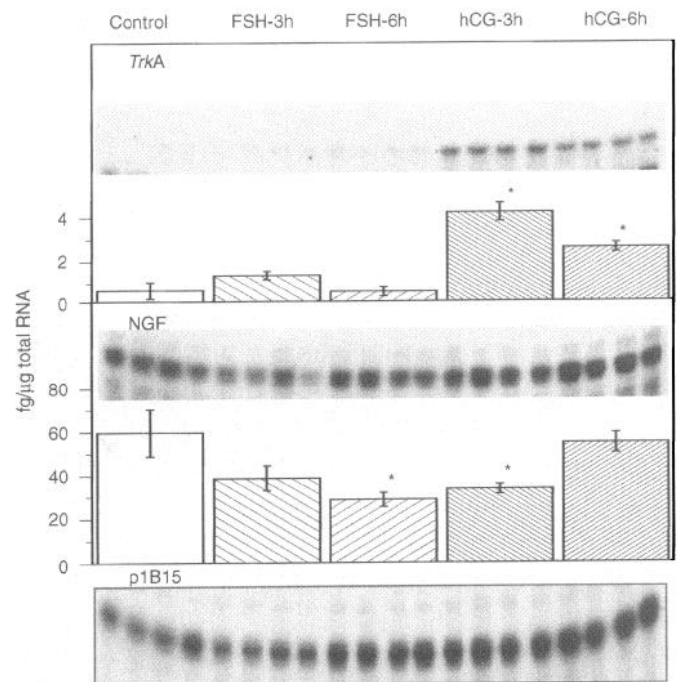 Control FSH-3h FSH-6h hCG-3h hCG-6h
TrkA
*
*
4
2
0
fg/µg total RNA
NGF
80
60
*
*
40
20
0
p1B15